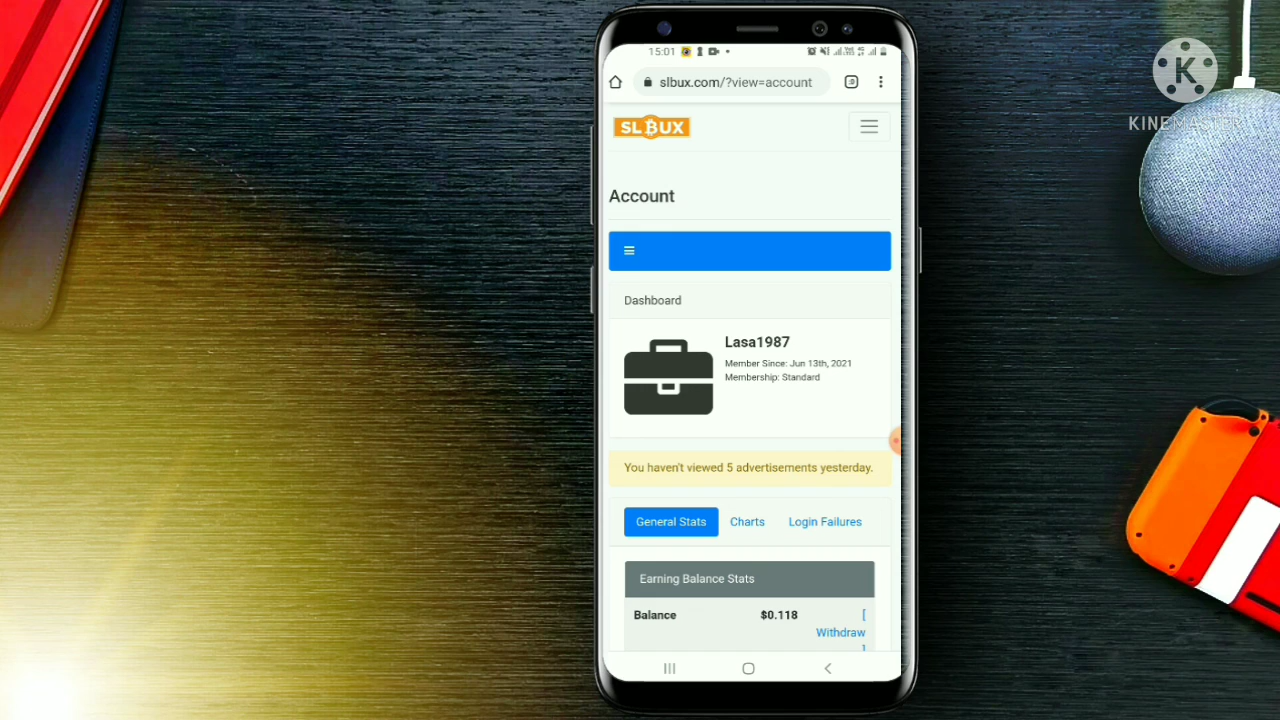 15:01
slbux.com/?view=account
SLBUX
Account
Dashboard
Lasa1987
Member Since: Jun 13th, 2021
Membership: Standard
You haven't viewed 5 advertisements yesterday.
General Stats Charts Login Failures
Earning Balance Stats
Balance $0.118 [
Withdraw
]
K
KINEMA